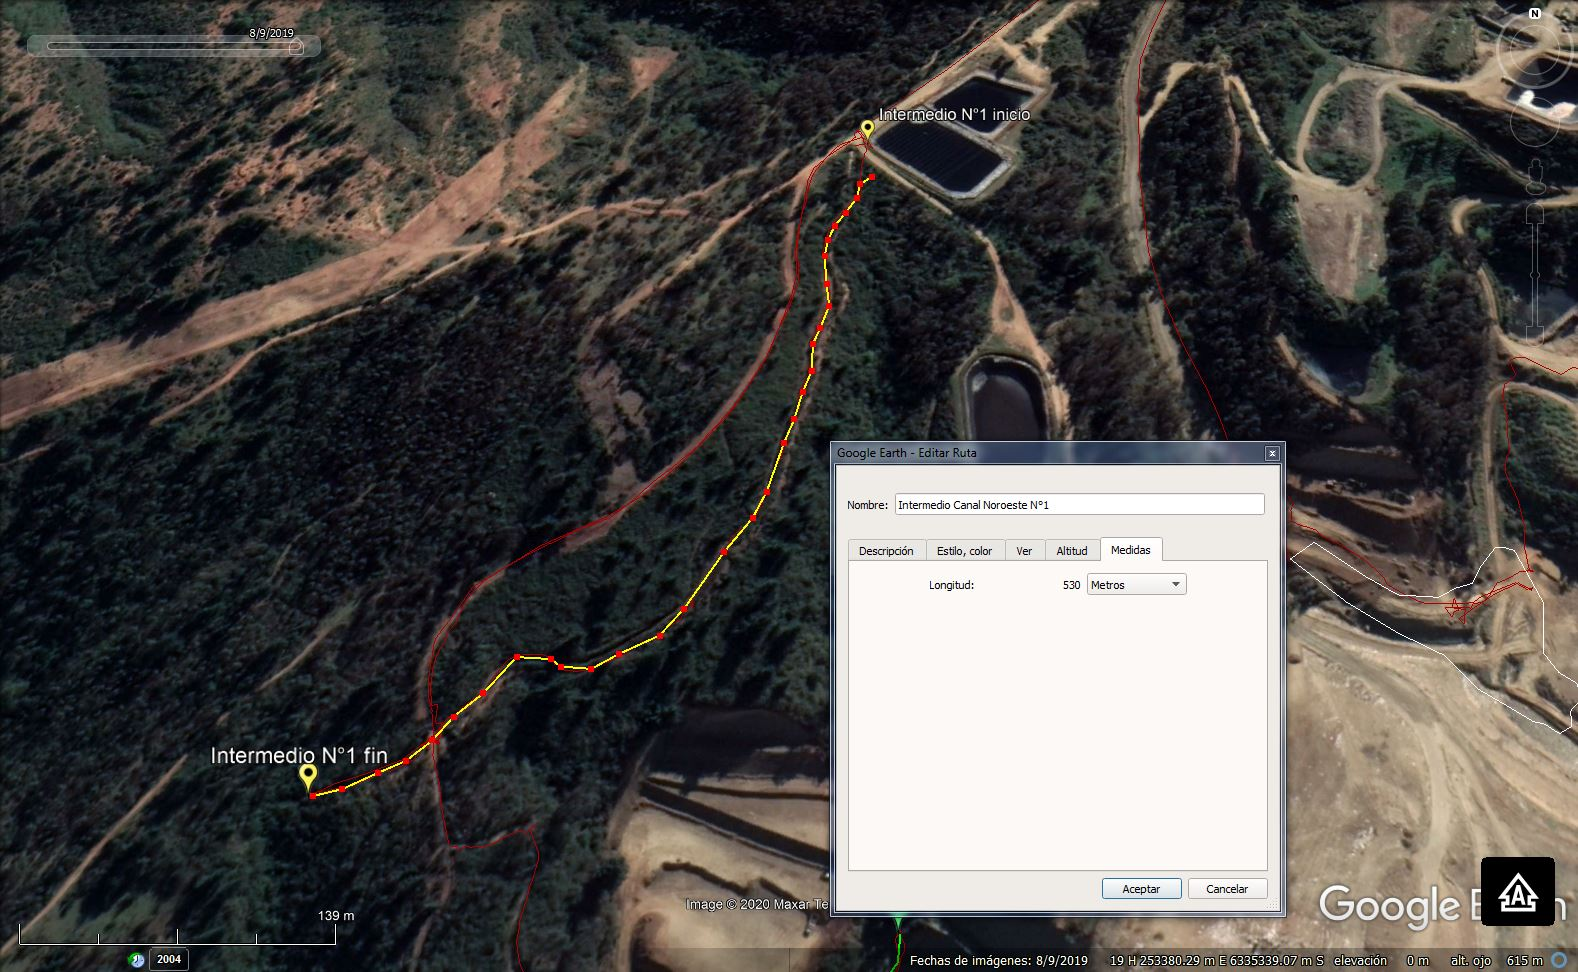 8/9/2019
N
Intermedio N°1 inicio
Google Earth - Editar Ruta
Nombre: Intermedio Canal Noroeste N°1
Descripción Estilo, color Ver Altitud Medidas
Longitud: 530 Metros
Intermedio N°1 fin
Aceptar Cancelar
Image © 2020 Maxar Te
Google E
139 m
2004
Fechas de imágenes: 8/9/2019 19 H 253380.29 m E 6335339.07 m S elevación 0 m alt. ojo 615 m